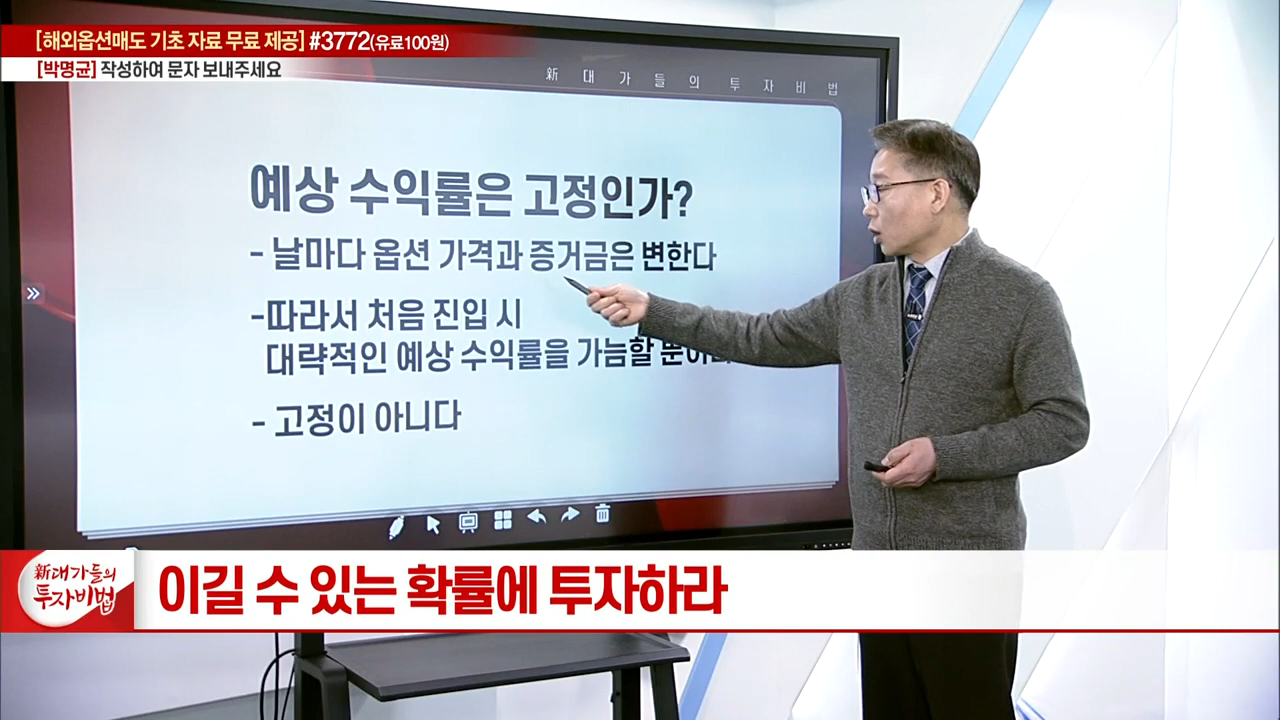 [해외옵션매도 기초 자료 무료 제공] #3772(유료100원)
[박명균] 작성하여 문자 보내주세요
新 대 가 들 의 투 자 비 법
예상 수익률은 고정인가?
- 날마다 옵션 가격과 증거금은 변한다
-따라서 처음 진입 시
대략적인 예상 수익률을 가늠할
- 고정이 아니다
新대가들의
투자비법
이길 수 있는 확률에 투자하라